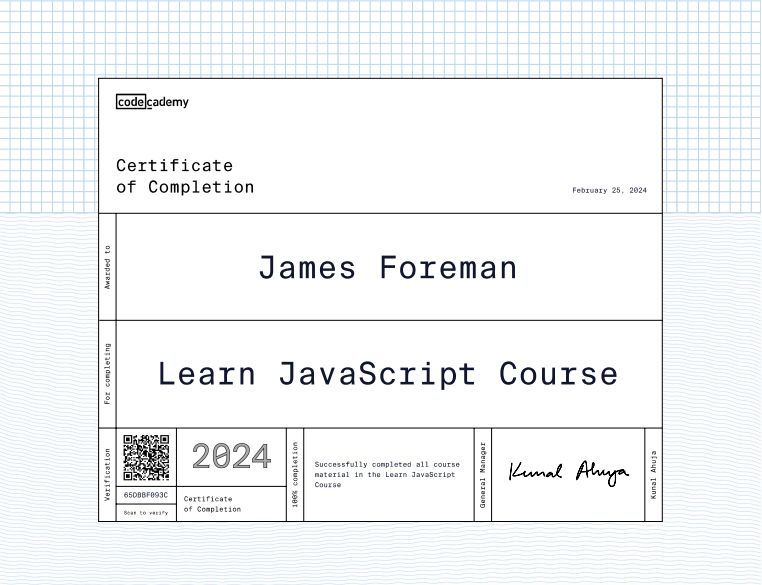 codecademy
Certificate
of Completion
February 25, 2024
Awarded to
James Foreman
For completing
Learn JavaScript Course
Verification
65DBBF093C
Scan to verify
2024
Certificate
of Completion
100% completion
Successfully completed all course
material in the Learn JavaScript
Course
General Manager
Kunal Ahuja
Kunal Ahuja